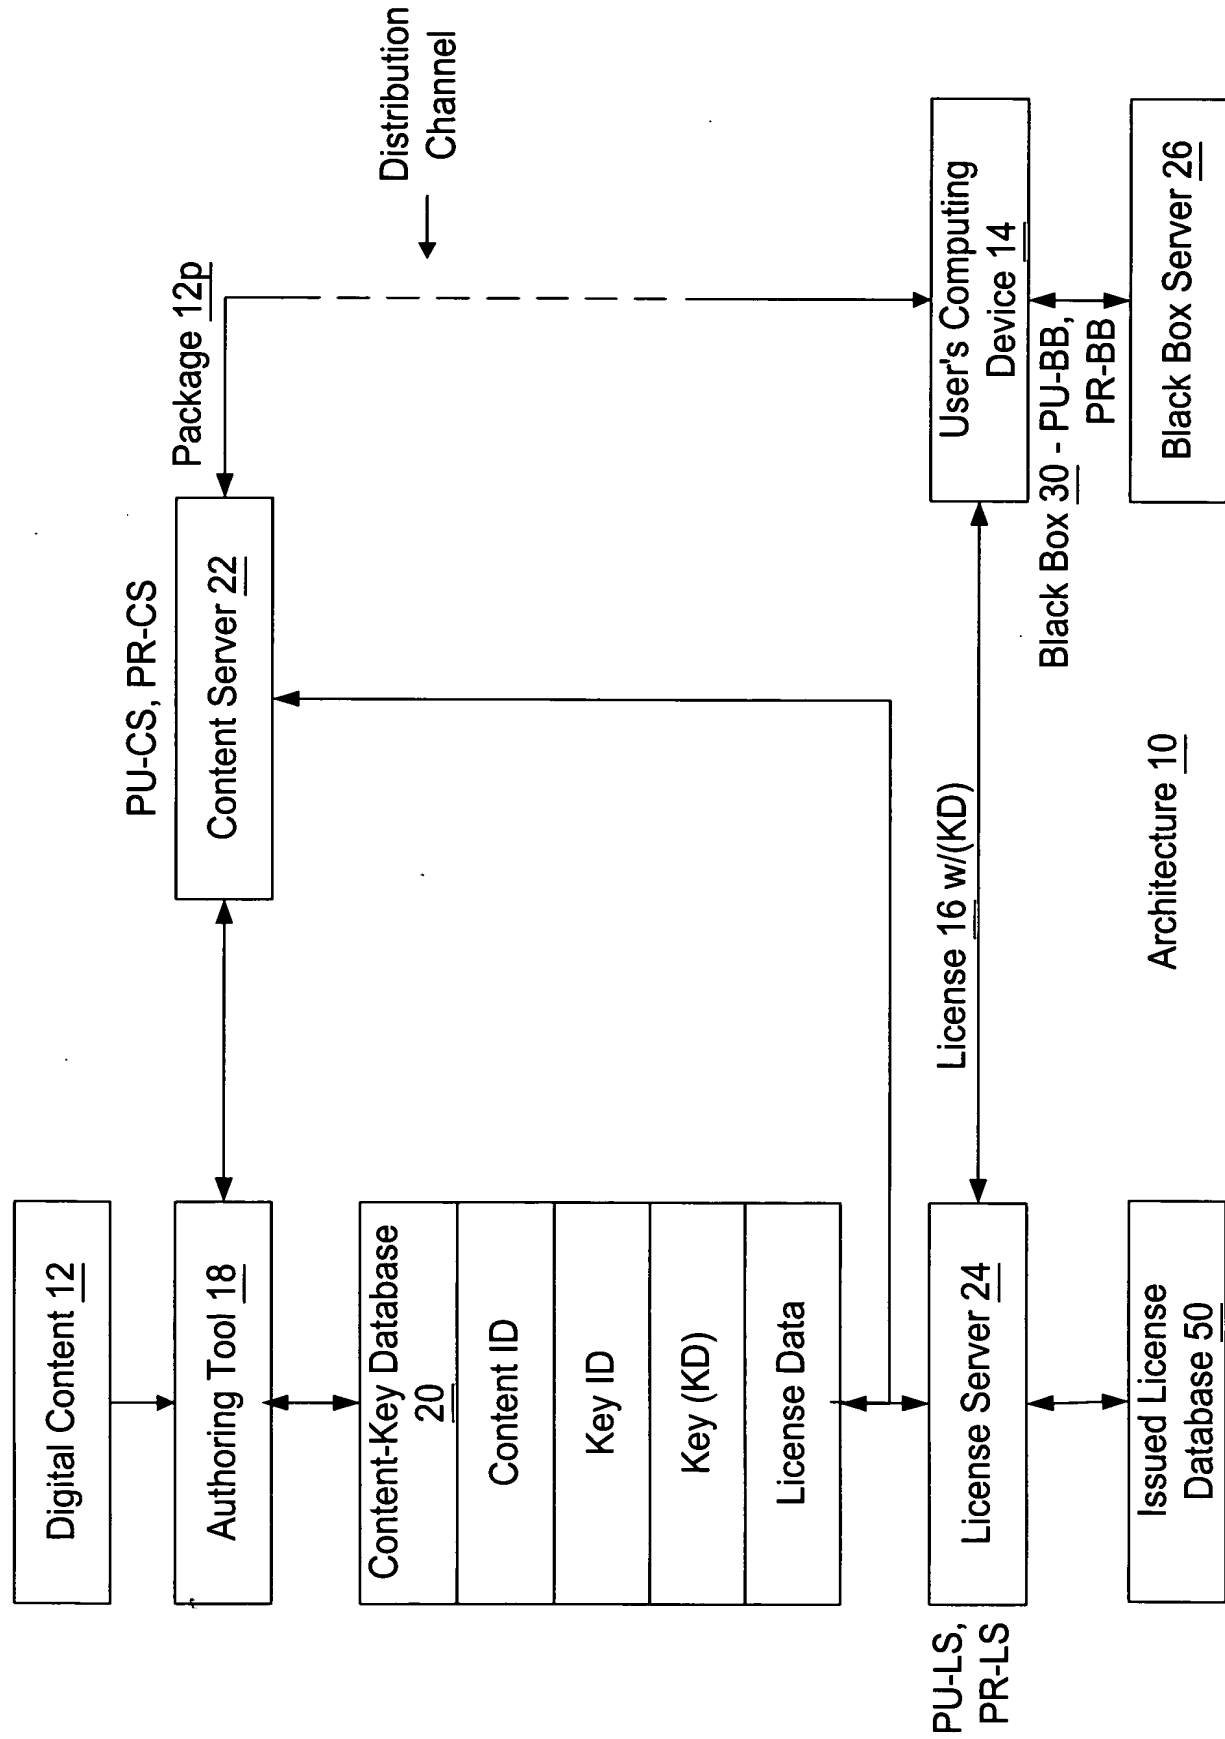 Digital Content 12
Authoring Tool 18
Content-Key Database
20
Content ID
Key ID
Key (KD)
License Data
PU-LS,
PR-LS
License Server 24
Issued License
Database 50
PU-CS, PR-CS
Content Server 22
Package 12p
Distribution
Channel
License 16 w/(KD)
User's Computing
Device 14
Black Box 30 - PU-BB,
PR-BB
Black Box Server 26
Architecture 10